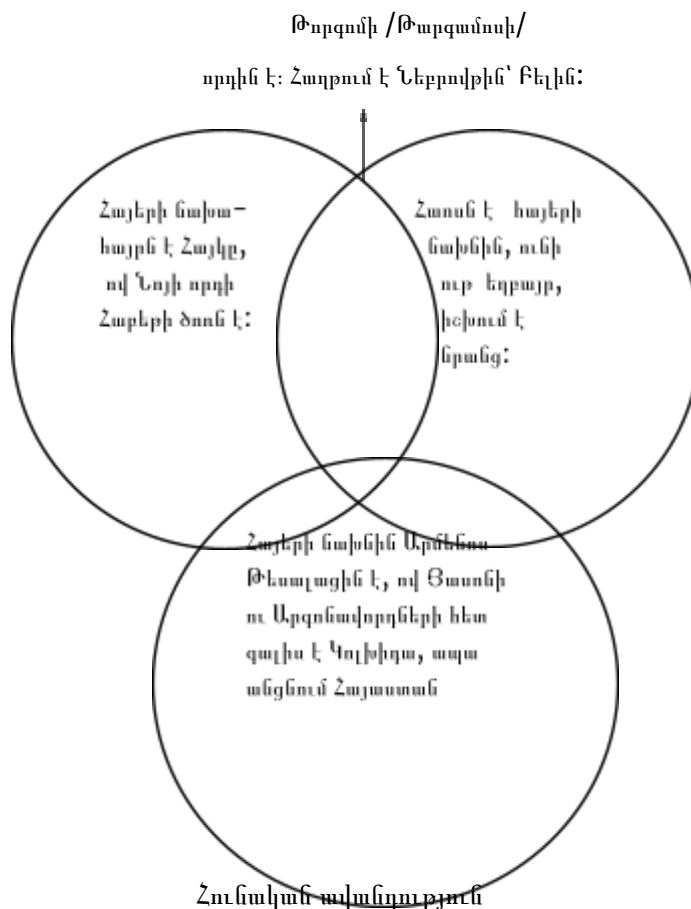 Թորգոմի /Թարգամոսի/
որդին է: Հաղթում է Նեբրովթին՝ Բելին:
Հայերի նախա-
հայրն է Հայկը,
ով Նոյի որդի
Հաբեթի ծոռն է:
Հաոսն է հայերի
նախնին, ունի
ութ եղբայր,
իշխում է
նրանց:
Հայերի նախնին Արմենոս
Թեսալացին է, ով Յասոնի
ու Արգոնավորդների հետ
գալիս է Կոլխիդա, ապա
անցնում Հայաստան
Հունական ավանդություն